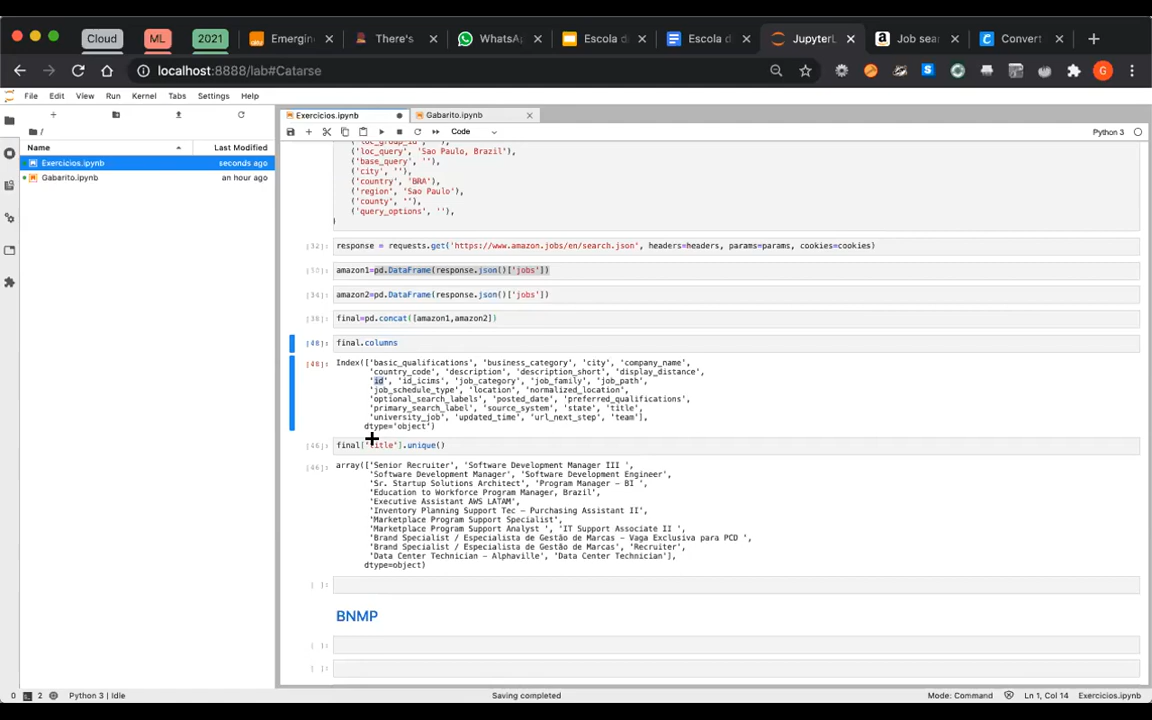 Cloud ML 2021 Emergin There's WhatsA Escola d Escola d JupyterL Job sear Convert
localhost:8888/lab#Catarse
G
File Edit View Run Kernel Tabs Settings Help
Exercicios.ipynb Gabarito.ipynb
Code Python 3
/
Name Last Modified
Exercicios.ipynb seconds ago
Gabarito.ipynb an hour ago
('loc_group_id', ''),
('loc_query', 'Sao Paulo, Brazil'),
('base_query', ''),
('city', ''),
('country', 'BRA'),
('region', 'Sao Paulo'),
('county', ''),
('query_options', ''),
)
[32]: response = requests.get('https://www.amazon.jobs/en/search.json', headers=headers, params=params, cookies=cookies)
amazon1=pd.DataFrame(response.json()['jobs'])
[34]: amazon2=pd.DataFrame(response.json()['jobs'])
final=pd.concat([amazon1,amazon2])
[48]: final.columns
[48]: Index(['basic_qualifications', 'business_category', 'city', 'company_name',
'country_code', 'description', 'description_short', 'display_distance',
'id', 'id_icims', 'job_category', 'job_family', 'job_path',
'job_schedule_type', 'location', 'normalized_location',
'optional_search_labels', 'posted_date', 'preferred_qualifications',
'primary_search_label', 'source_system', 'state', 'title',
'university_job', 'updated_time', 'url_next_step', 'team'],
dtype='object')
[46]: final['title'].unique()
[46]: array(['Senior Recruiter', 'Software Development Manager III ',
'Software Development Manager', 'Software Development Engineer',
'Sr. Startup Solutions Architect', 'Program Manager – BI ',
'Education to Workforce Program Manager, Brazil',
'Executive Assistant AWS LATAM',
'Inventory Planning Support Tec – Purchasing Assistant II',
'Marketplace Program Support Specialist',
'Marketplace Program Support Analyst ', 'IT Support Associate II ',
'Brand Specialist / Especialista de Gestão de Marcas - Vaga Exclusiva para PCD ',
'Brand Specialist / Especialista de Gestão de Marcas', 'Recruiter',
'Data Center Technician - Alphaville', 'Data Center Technician'],
dtype=object)
[ ]:
BNMP
[ ]:
[ ]:
0 2 Python 3 | Idle Saving completed Mode: Command Ln 1, Col 14 Exercicios.ipynb